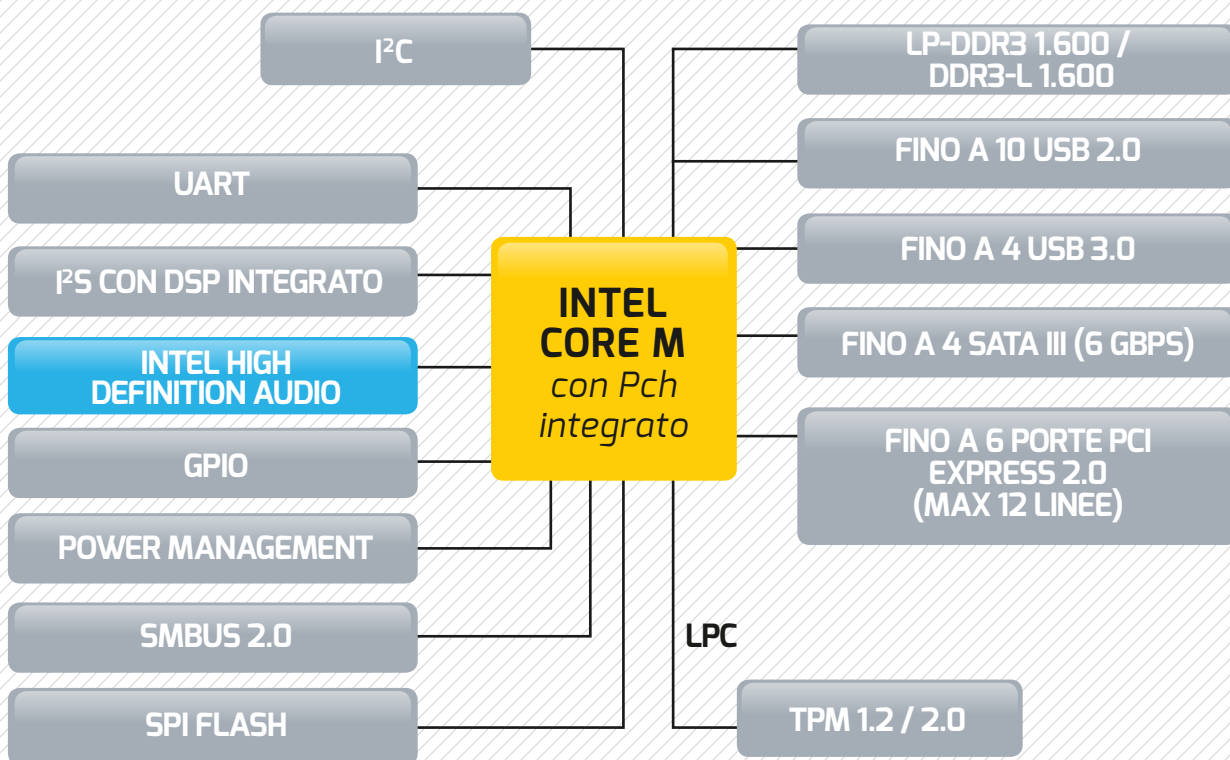 I²C
UART
I²S CON DSP INTEGRATO
INTEL HIGH
DEFINITION AUDIO
GPIO
POWER MANAGEMENT
SMBUS 2.0
SPI FLASH
INTEL
CORE M
con Pch
integrato
LP-DDR3 1.600 /
DDR3-L 1.600
FINO A 10 USB 2.0
FINO A 4 USB 3.0
FINO A 4 SATA III (6 GBPS)
FINO A 6 PORTE PCI
EXPRESS 2.0
(MAX 12 LINEE)
LPC
TPM 1.2 / 2.0